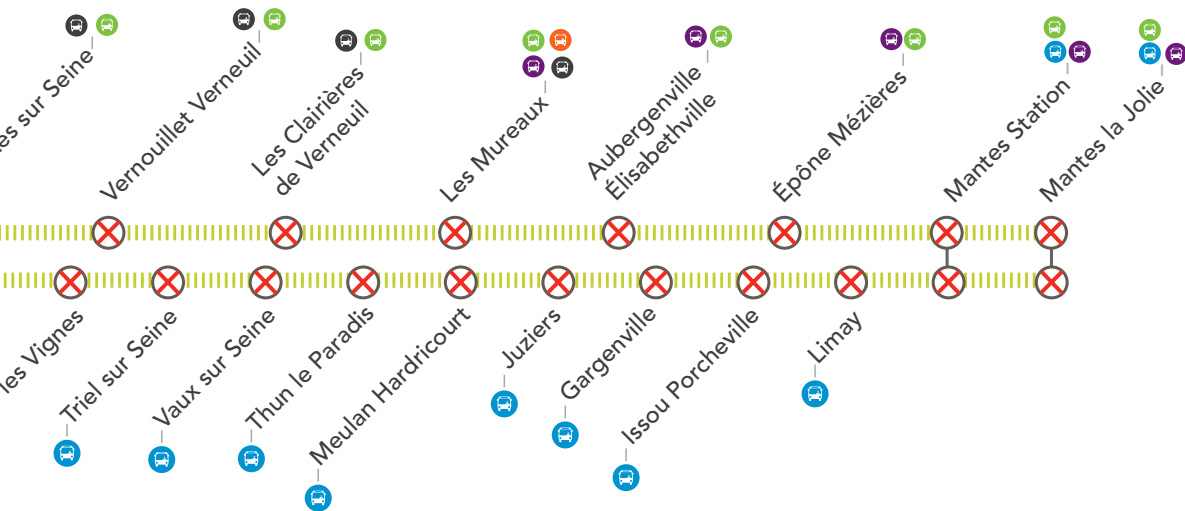 sur Seine
Vernouillet Verneuil
Les Clairières
de Verneuil
Les Mureaux
Aubergenville
Élisabethville
Épône Mézières
Mantes Station
Mantes la Jolie
les Vignes
Triel sur Seine
Vaux sur Seine
Thun le Paradis
Meulan Hardricourt
Juziers
Gargenville
Issou Porcheville
Limay